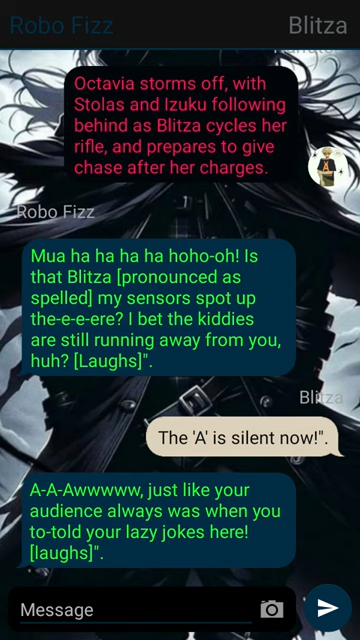 Robo Fizz
Blitza
Narrator
Octavia storms off, with
Stolas and Izuku following
behind as Blitza cycles her
rifle, and prepares to give
chase after her charges.
Robo Fizz
Mua ha ha ha ha hoho-oh! Is
that Blitza [pronounced as
spelled] my sensors spot up
the-e-e-ere? I bet the kiddies
are still running away from you,
huh? [Laughs]".
Blitza
The 'A' is silent now!".
A-A-Awwwww, just like your
audience always was when you
to-told your lazy jokes here!
[laughs]".
Message